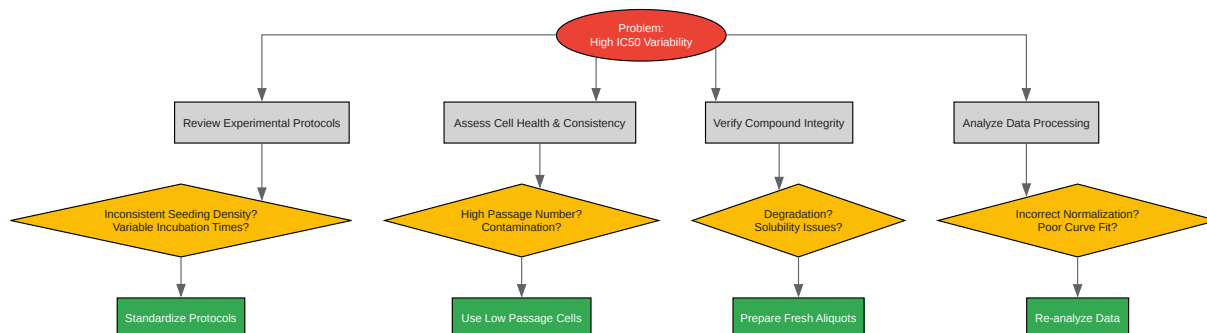 Problem:
High IC50 Variability
Review Experimental Protocols
Assess Cell Health & Consistency
Verify Compound Integrity
Analyze Data Processing
Inconsistent Seeding Density?
Variable Incubation Times?
High Passage Number?
Contamination?
Degradation?
Solubility Issues?
Incorrect Normalization?
Poor Curve Fit?
Standardize Protocols
Use Low Passage Cells
Prepare Fresh Aliquots
Re-analyze Data